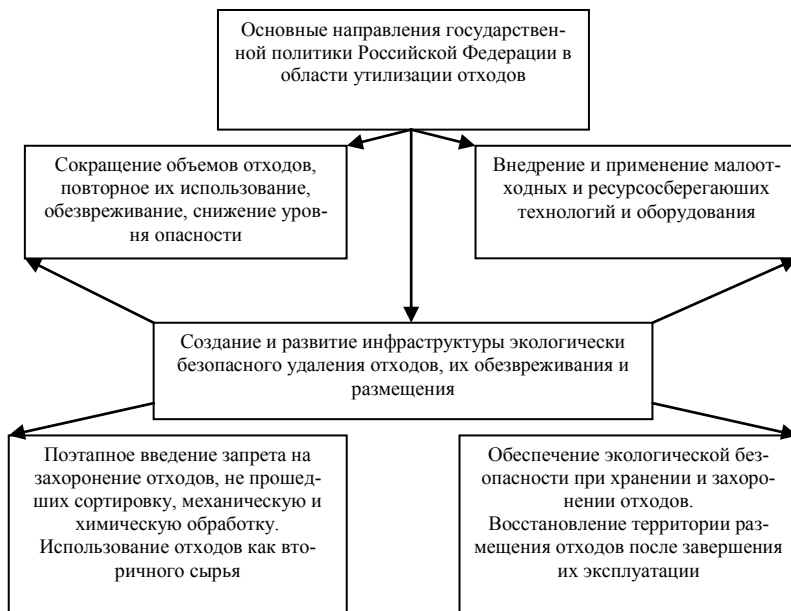 Основные направления государствен-
ной политики Российской Федерации в
области утилизации отходов
Сокращение объемов отходов,
повторное их использование,
обезвреживание, снижение уров-
ня опасности
Внедрение и применение малоот-
ходных и ресурсосберегаюших
технологий и оборудования
Создание и развитие инфраструктуры экологически
безопасного удаления отходов, их обезвреживания и
размещения
Поэтапное введение запрета на
захоронение отходов, не прошед-
ших сортировку, механическую и
химическую обработку.
Использование отходов как вто-
ричного сырья
Обеспечение экологической без-
опасности при хранении и захоро-
нении отходов.
Восстановление территории раз-
мещения отходов после завершения
их эксплуатации